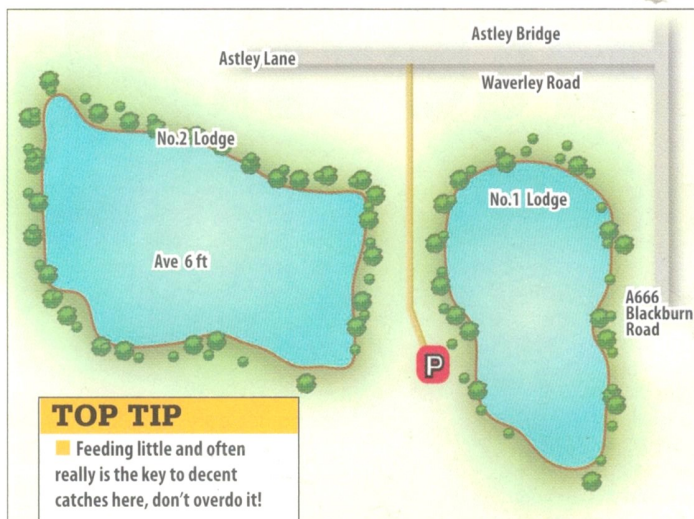 Astley Bridge
Astley Lane
Waverley Road
No.2 Lodge
No.1 Lodge
Ave 6 ft
A666
Blackburn
Road
P
TOP TIP
Feeding little and often
really is the key to decent
catches here, don't overdo it!